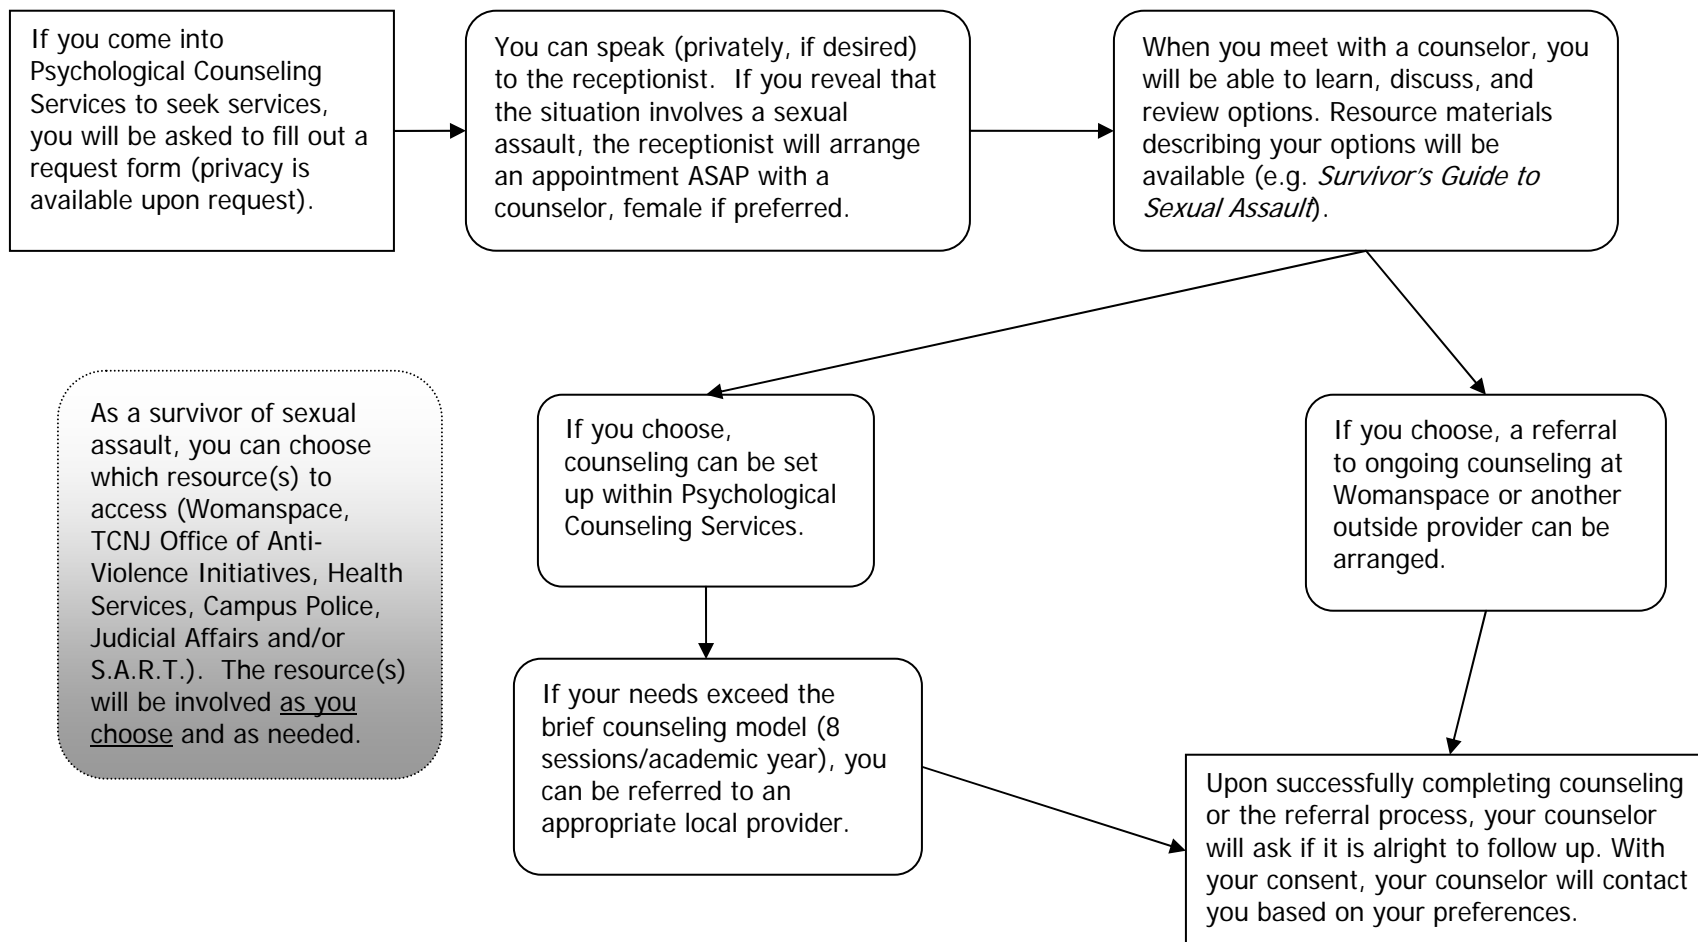 If you come into
Psychological Counseling
Services to seek services,
you will be asked to fill out a
request form (privacy is
available upon request).
You can speak (privately, if desired)
to the receptionist.  If you reveal that
the situation involves a sexual
assault, the receptionist will arrange
an appointment ASAP with a
counselor, female if preferred.
When you meet with a counselor, you
will be able to learn, discuss, and
review options. Resource materials
describing your options will be
available (e.g. Survivor's Guide to
Sexual Assault).
As a survivor of sexual
assault, you can choose
which resource(s) to
access (Womanspace,
TCNJ Office of Anti-
Violence Initiatives, Health
Services, Campus Police,
Judicial Affairs and/or
S.A.R.T.).  The resource(s)
will be involved as you
choose and as needed.
If you choose,
counseling can be set
up within Psychological
Counseling Services.
If you choose, a referral
to ongoing counseling at
Womanspace or another
outside provider can be
arranged.
If your needs exceed the
brief counseling model (8
sessions/academic year), you
can be referred to an
appropriate local provider.
Upon successfully completing counseling
or the referral process, your counselor
will ask if it is alright to follow up. With
your consent, your counselor will contact
you based on your preferences.